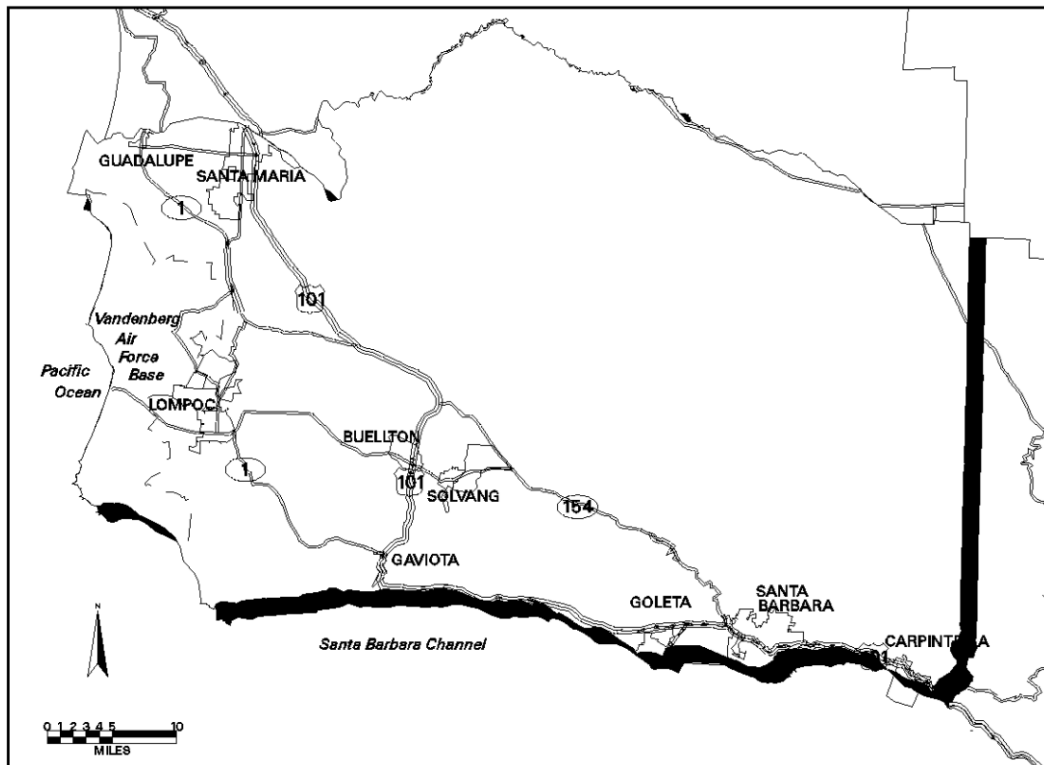 GUADALUPE
SANTA MARIA
1
101
Vandenberg
Air
Force
Base
Pacific
Ocean
LOMPOC
BUELLTON
1
101
SOLVANG
154
GAVIOTA
SANTA
BARBARA
GOLETA
CARPINTERIA
Santa Barbara Channel
N
0 1 2 3 4 5 10
MILES